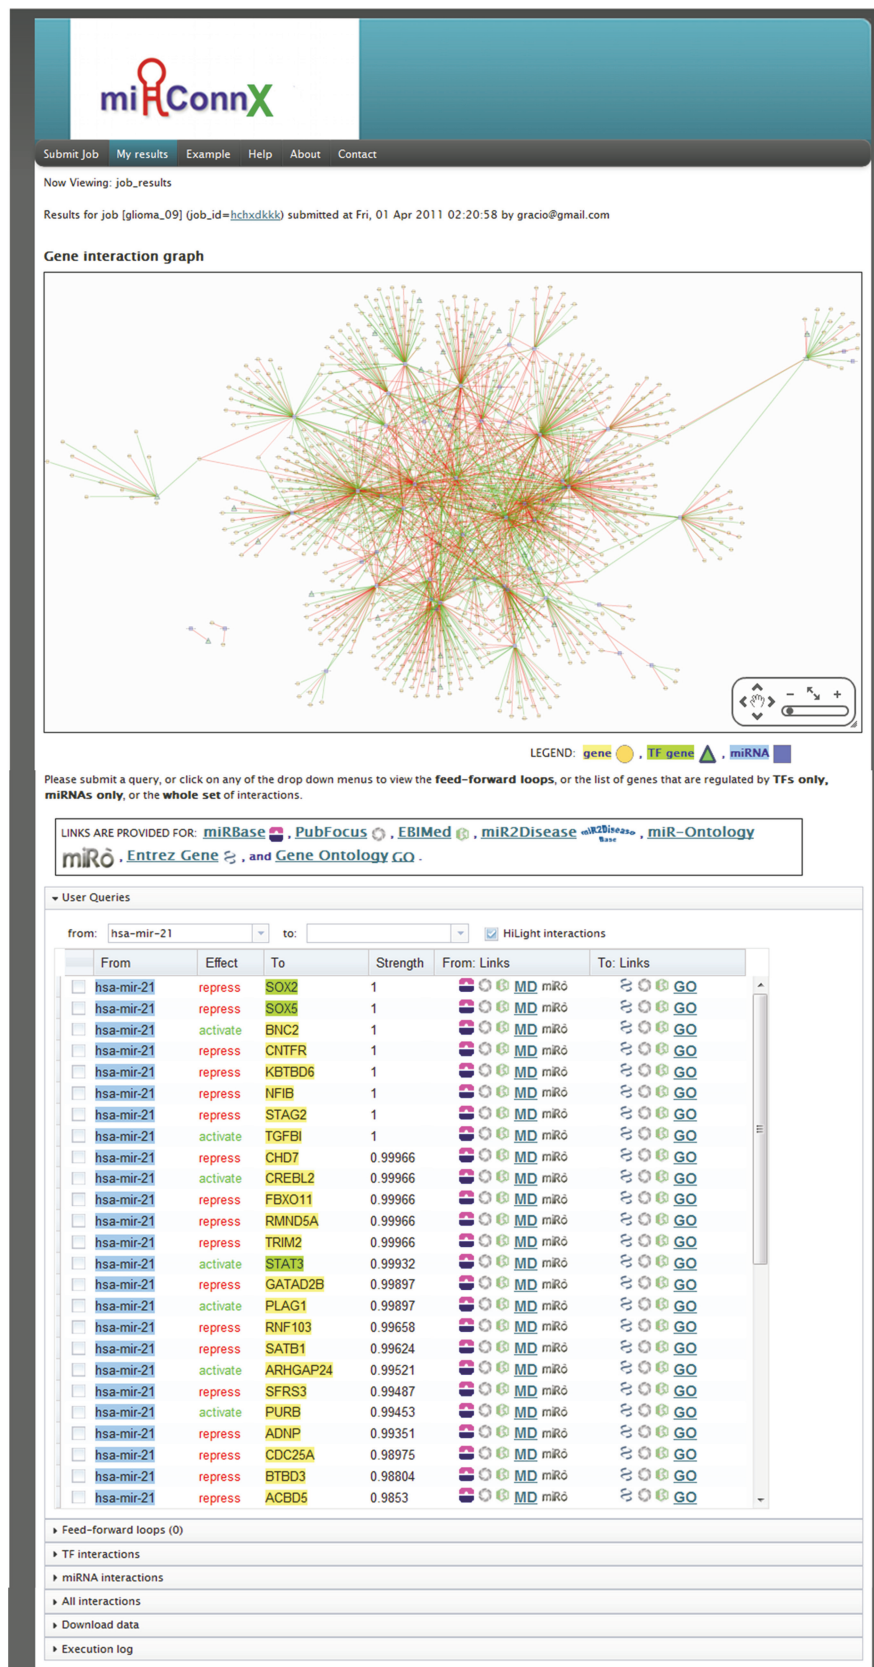 miRConnX
Submit Job My results Example Help About Contact
Now Viewing: job_results
Results for job [glioma_09] (job_id=hchxdkkk) submitted at Fri, 01 Apr 2011 02:20:58 by gracio@gmail.com
Gene interaction graph
LEGEND: gene , TF gene , miRNA
Please submit a query, or click on any of the drop down menus to view the feed-forward loops, or the list of genes that are regulated by TFs only,
miRNAs only, or the whole set of interactions.
LINKS ARE PROVIDED FOR: miRBase , PubFocus , EBIMed , miR2Disease miR2Disease Base , miR-Ontology
miRò , Entrez Gene , and Gene Ontology GO .
User Queries
from: hsa-mir-21 to: HiLight interactions
From Effect To Strength From: Links To: Links
hsa-mir-21 repress SOX2 1 MD miRò GO
hsa-mir-21 repress SOX5 1 MD miRò GO
hsa-mir-21 activate BNC2 1 MD miRò GO
hsa-mir-21 repress CNTFR 1 MD miRò GO
hsa-mir-21 repress KBTBD6 1 MD miRò GO
hsa-mir-21 repress NFIB 1 MD miRò GO
hsa-mir-21 repress STAG2 1 MD miRò GO
hsa-mir-21 activate TGFBI 1 MD miRò GO
hsa-mir-21 repress CHD7 0.99966 MD miRò GO
hsa-mir-21 activate CREBL2 0.99966 MD miRò GO
hsa-mir-21 repress FBXO11 0.99966 MD miRò GO
hsa-mir-21 repress RMND5A 0.99966 MD miRò GO
hsa-mir-21 repress TRIM2 0.99966 MD miRò GO
hsa-mir-21 activate STAT3 0.99932 MD miRò GO
hsa-mir-21 repress GATAD2B 0.99897 MD miRò GO
hsa-mir-21 activate PLAG1 0.99897 MD miRò GO
hsa-mir-21 repress RNF103 0.99658 MD miRò GO
hsa-mir-21 repress SATB1 0.99624 MD miRò GO
hsa-mir-21 activate ARHGAP24 0.99521 MD miRò GO
hsa-mir-21 repress SFRS3 0.99487 MD miRò GO
hsa-mir-21 activate PURB 0.99453 MD miRò GO
hsa-mir-21 repress ADNP 0.99351 MD miRò GO
hsa-mir-21 repress CDC25A 0.98975 MD miRò GO
hsa-mir-21 repress BTBD3 0.98804 MD miRò GO
hsa-mir-21 repress ACBD5 0.9853 MD miRò GO
Feed-forward loops (0)
TF interactions
miRNA interactions
All interactions
Download data
Execution log